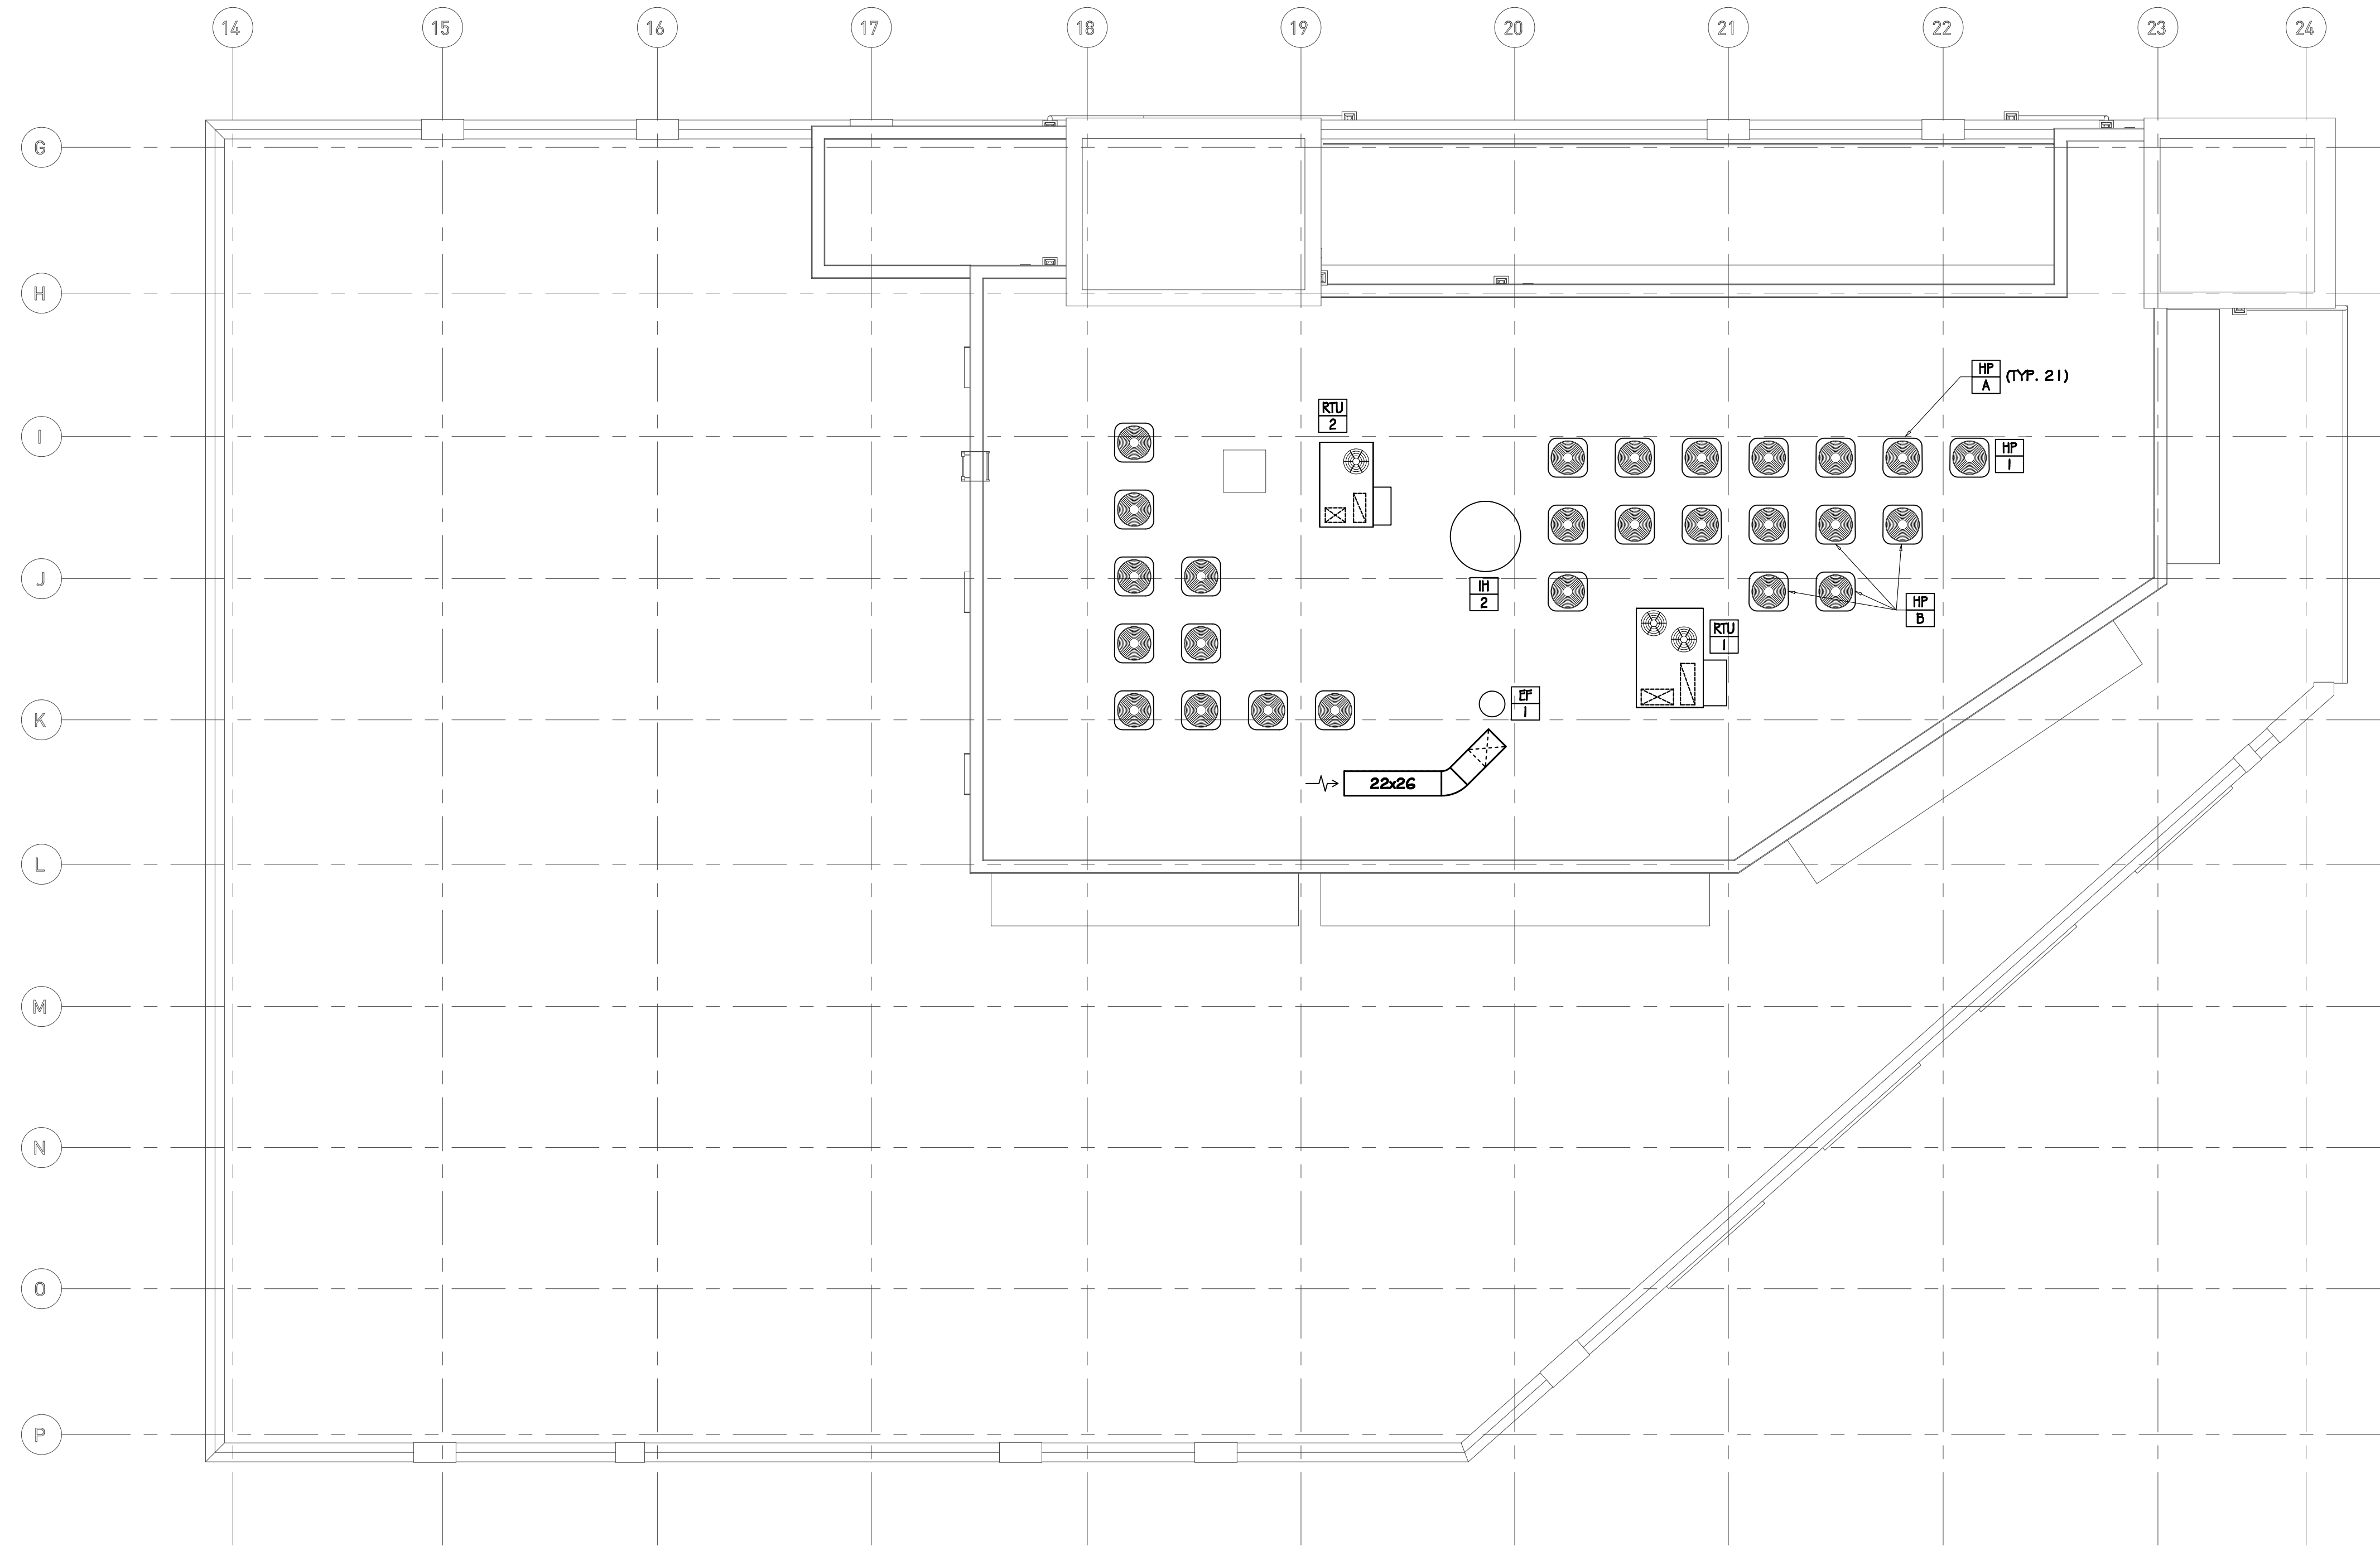 14 15 16 17 18 19 20 21 22 23 24
G
H
HP
A (TYP. 21)
RTU
2
I
HP
1
J
IH
2
HP
B
RTU
1
EF
1
K
22x26
L
M
N
O
P